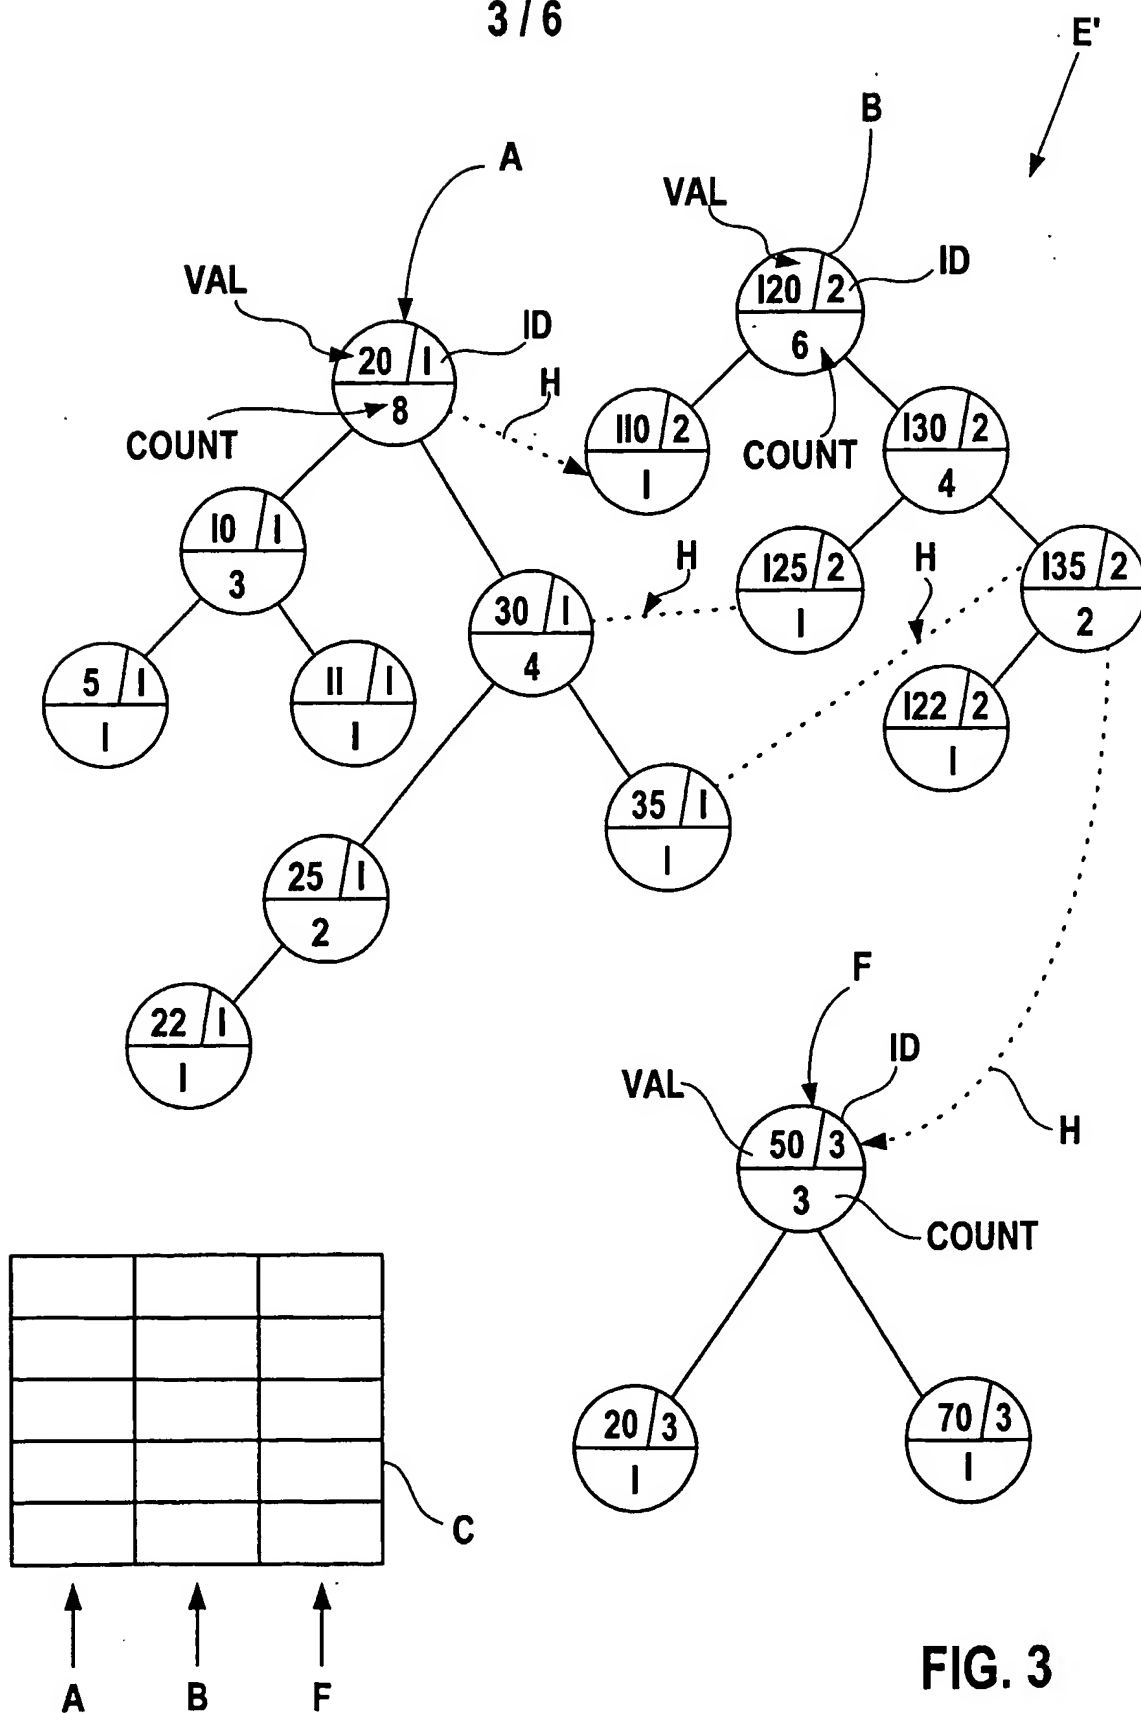 3 / 6
E'
B
A
VAL
VAL
ID
120 / 2
6
ID
20 / 1
8
H
COUNT
110 / 2
1
COUNT
130 / 2
4
10 / 1
3
30 / 1
4
H
125 / 2
1
H
135 / 2
2
5 / 1
1
11 / 1
1
122 / 2
1
35 / 1
1
25 / 1
2
22 / 1
1
F
ID
VAL
50 / 3
3
H
COUNT
20 / 3
1
70 / 3
1
C
A B F
FIG. 3